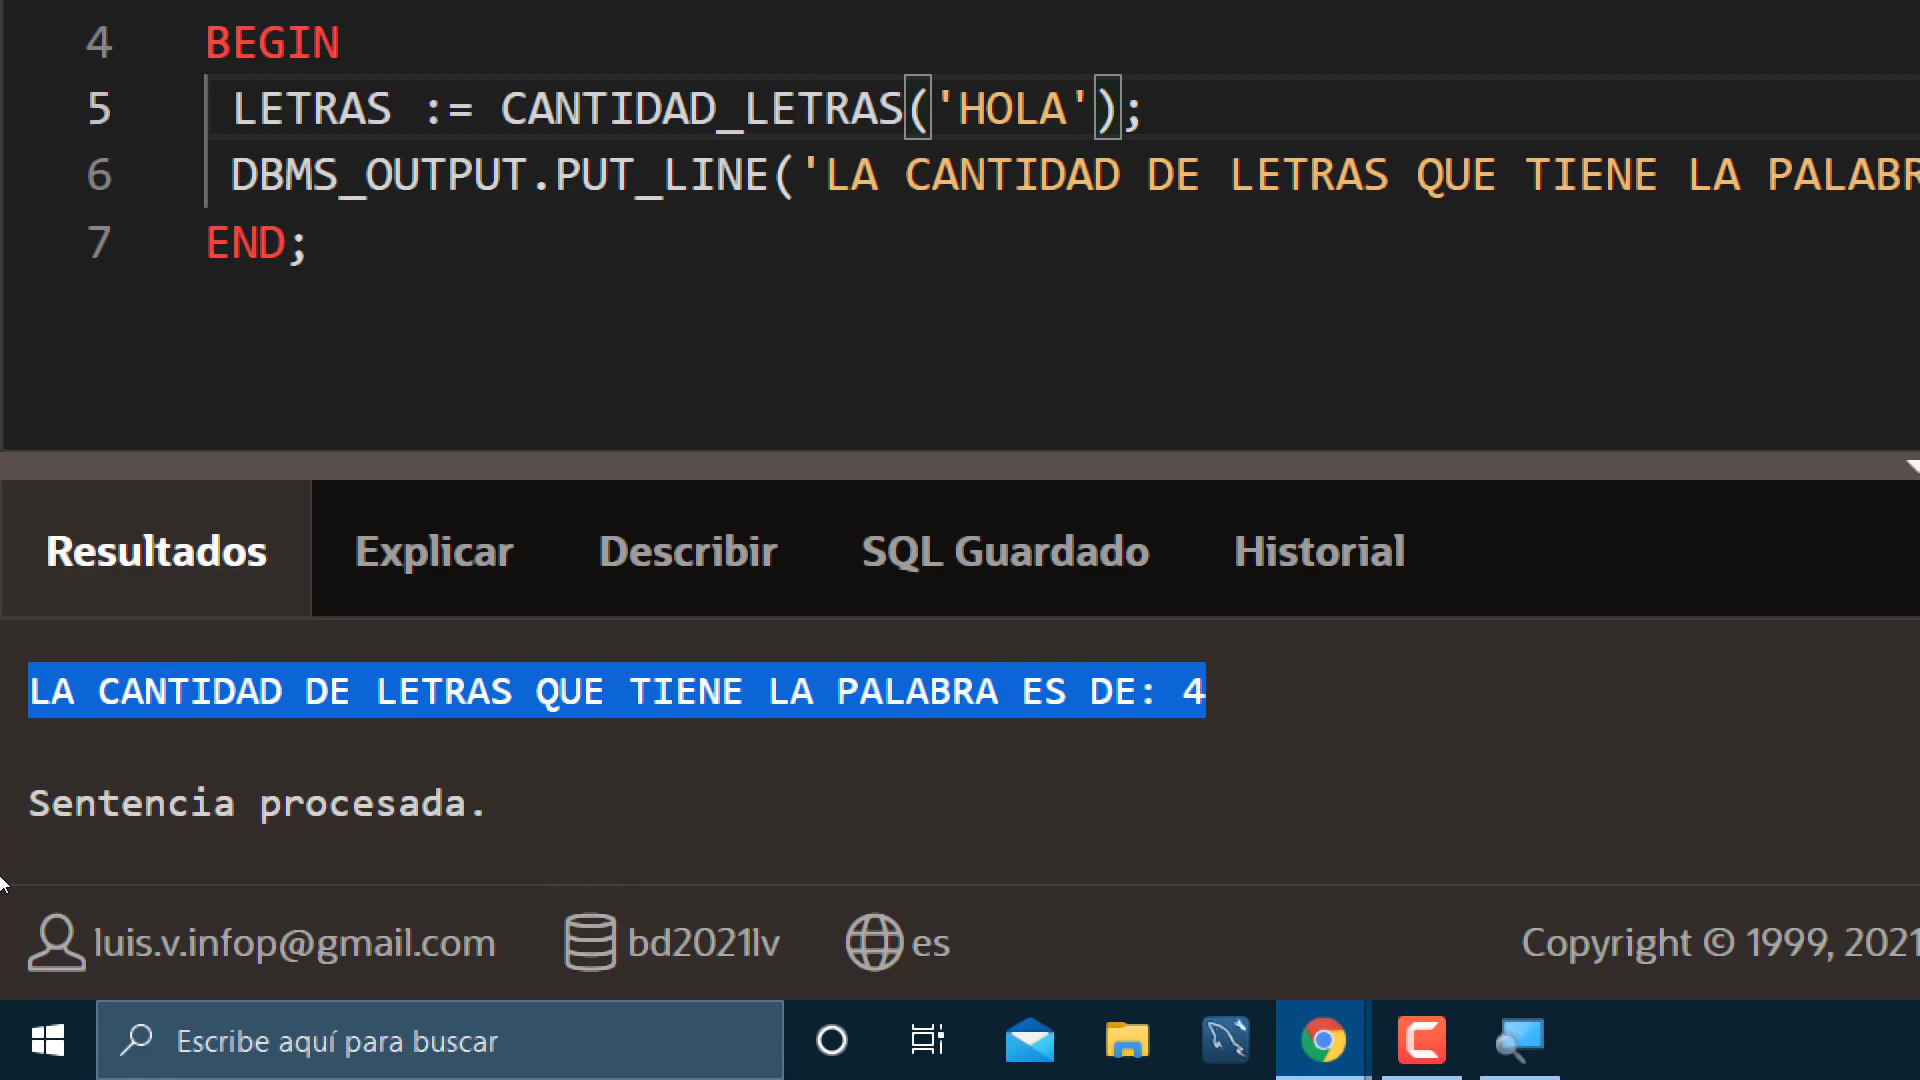 4 BEGIN
5 LETRAS := CANTIDAD_LETRAS('HOLA');
6 DBMS_OUTPUT.PUT_LINE('LA CANTIDAD DE LETRAS QUE TIENE LA PALABR
7 END;
Resultados Explicar Describir SQL Guardado Historial
LA CANTIDAD DE LETRAS QUE TIENE LA PALABRA ES DE: 4
Sentencia procesada.
luis.v.infop@gmail.com bd2021lv es Copyright © 1999, 2021
Escribe aquí para buscar